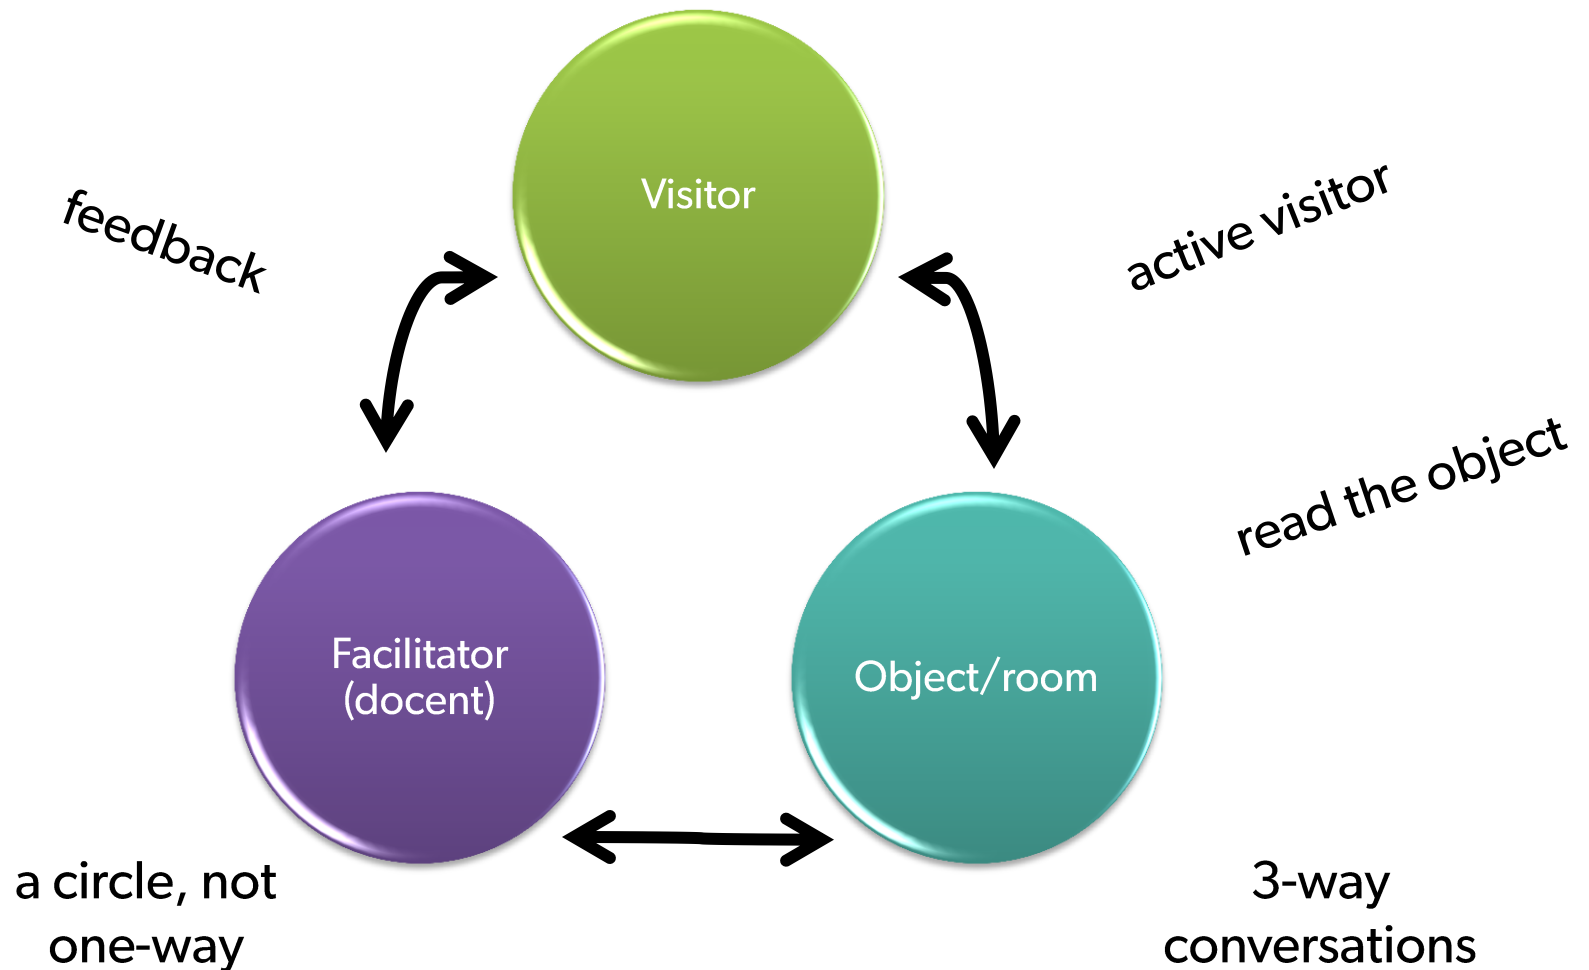 Visitor
feedback
active visitor
read the object
Facilitator
(docent)
Object/room
a circle, not
one-way
3-way
conversations